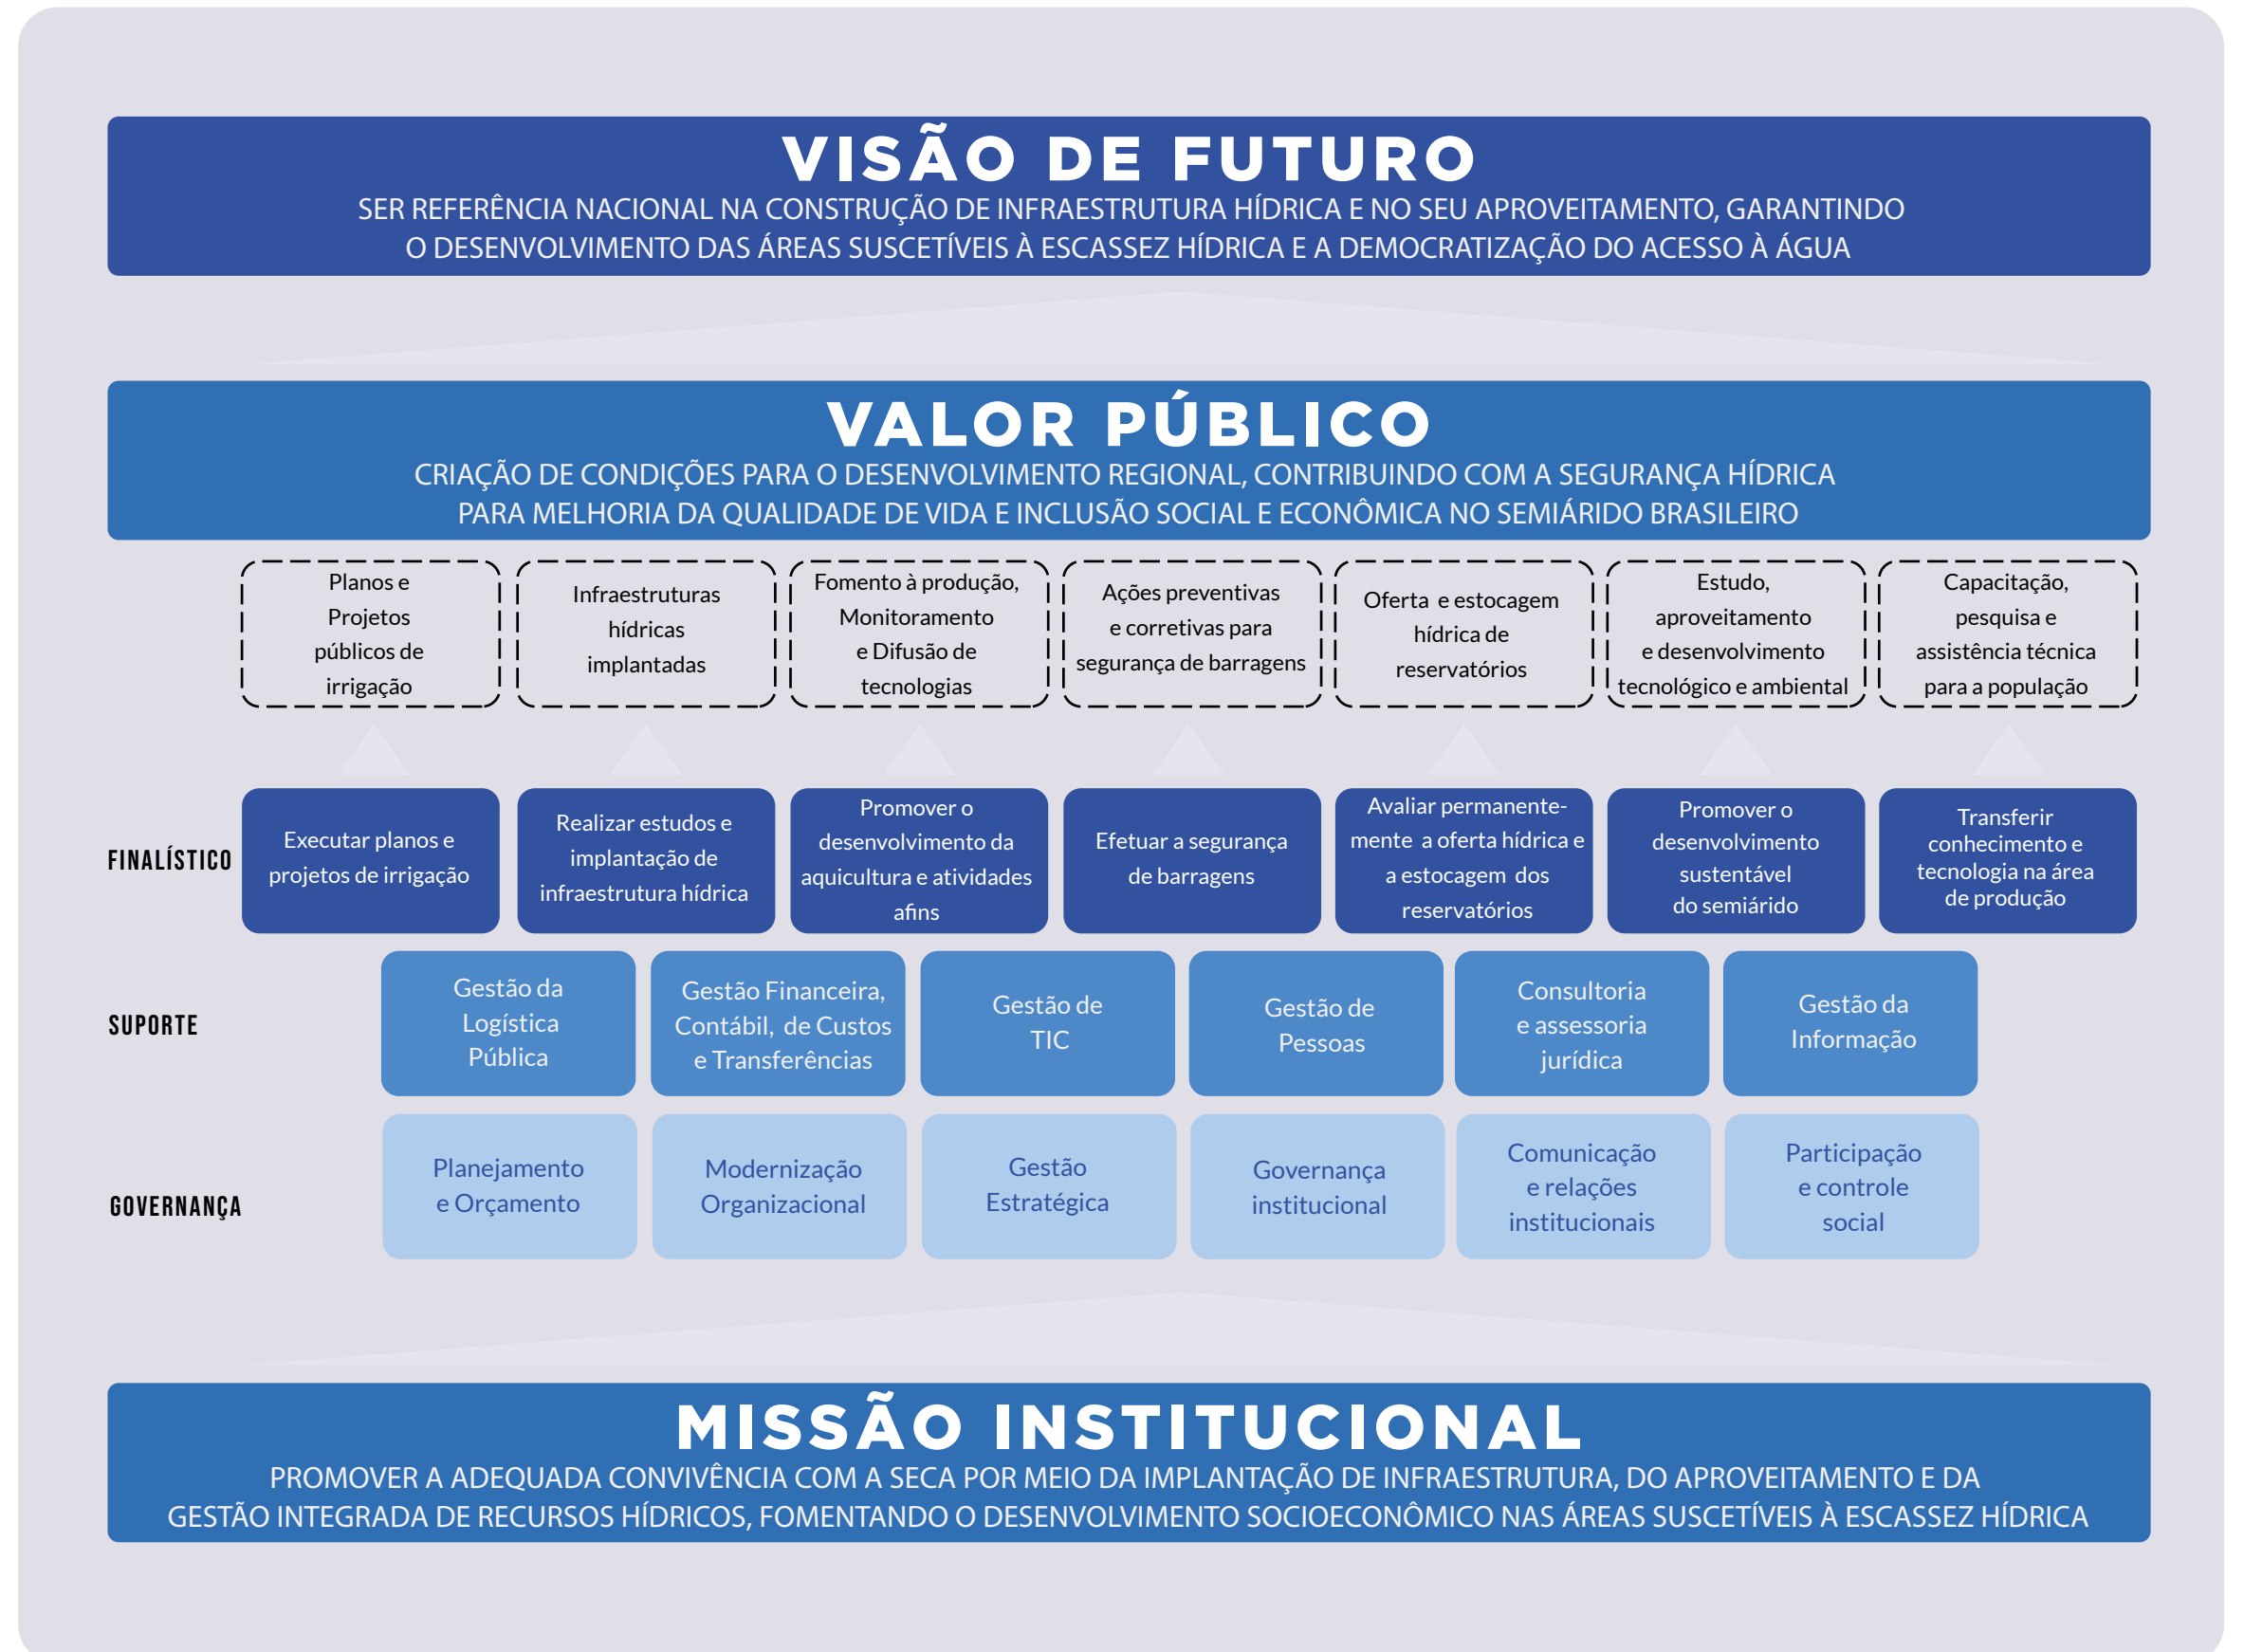 VISÃO DE FUTURO
SER REFERÊNCIA NACIONAL NA CONSTRUÇÃO DE INFRAESTRUTURA HÍDRICA E NO SEU APROVEITAMENTO, GARANTINDO
O DESENVOLVIMENTO DAS ÁREAS SUSCETÍVEIS À ESCASSEZ HÍDRICA E A DEMOCRATIZAÇÃO DO ACESSO À ÁGUA
VALOR PÚBLICO
CRIAÇÃO DE CONDIÇÕES PARA O DESENVOLVIMENTO REGIONAL, CONTRIBUINDO COM A SEGURANÇA HÍDRICA
PARA MELHORIA DA QUALIDADE DE VIDA E INCLUSÃO SOCIAL E ECONÔMICA NO SEMIÁRIDO BRASILEIRO
Planos e
Projetos
públicos de
irrigação
Infraestruturas
hídricas
implantadas
Fomento à produção,
Monitoramento
e Difusão de
tecnologias
Ações preventivas
e corretivas para
segurança de barragens
Oferta e estocagem
hídrica de
reservatórios
Estudo,
aproveitamento
e desenvolvimento
tecnológico e ambiental
Capacitação,
pesquisa e
assistência técnica
para a população
FINALÍSTICO
Executar planos e
projetos de irrigação
Realizar estudos e
implantação de
infraestrutura hídrica
Promover o
desenvolvimento da
aquicultura e atividades
afins
Efetuar a segurança
de barragens
Avaliar permanente-
mente a oferta hídrica e
a estocagem dos
reservatórios
Promover o
desenvolvimento
sustentável
do semiárido
Transferir
conhecimento e
tecnologia na área
de produção
SUPORTE
Gestão da
Logística
Pública
Gestão Financeira,
Contábil, de Custos
e Transferências
Gestão de
TIC
Gestão de
Pessoas
Consultoria
e assessoria
jurídica
Gestão da
Informação
GOVERNANÇA
Planejamento
e Orçamento
Modernização
Organizacional
Gestão
Estratégica
Governança
institucional
Comunicação
e relações
institucionais
Participação
e controle
social
MISSÃO INSTITUCIONAL
PROMOVER A ADEQUADA CONVIVÊNCIA COM A SECA POR MEIO DA IMPLANTAÇÃO DE INFRAESTRUTURA, DO APROVEITAMENTO E DA
GESTÃO INTEGRADA DE RECURSOS HÍDRICOS, FOMENTANDO O DESENVOLVIMENTO SOCIOECONÔMICO NAS ÁREAS SUSCETÍVEIS À ESCASSEZ HÍDRICA